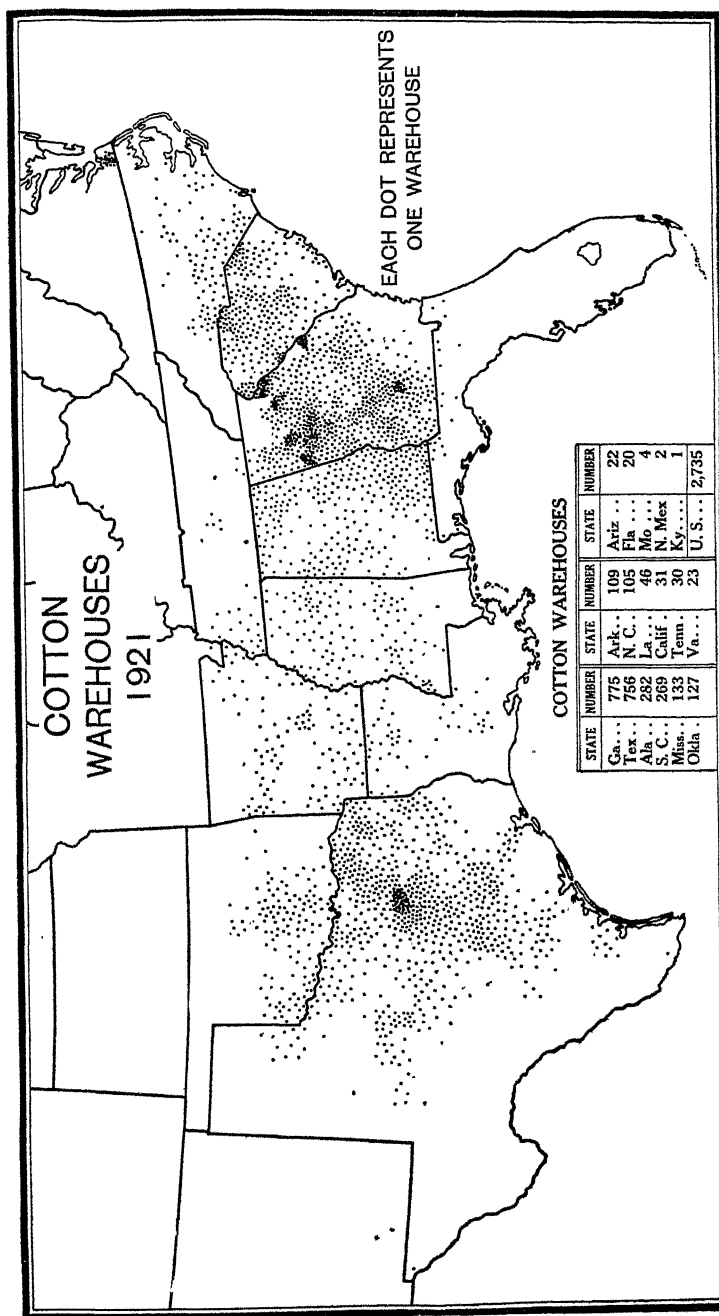 COTTON
WAREHOUSES
1921
EACH DOT REPRESENTS
ONE WAREHOUSE
COTTON WAREHOUSES
STATE NUMBER STATE NUMBER STATE NUMBER
Ga... 775 Ark.. 109 Ariz... 22
Tex.. 756 N. C.. 105 Fla... 20
Ala... 282 La... 46 Mo... 4
S. C.. 269 Calif. 31 N. Mex 2
Miss.. 133 Tenn. 30 Ky... 1
Okla. 127 Va... 23 U. S... 2,735